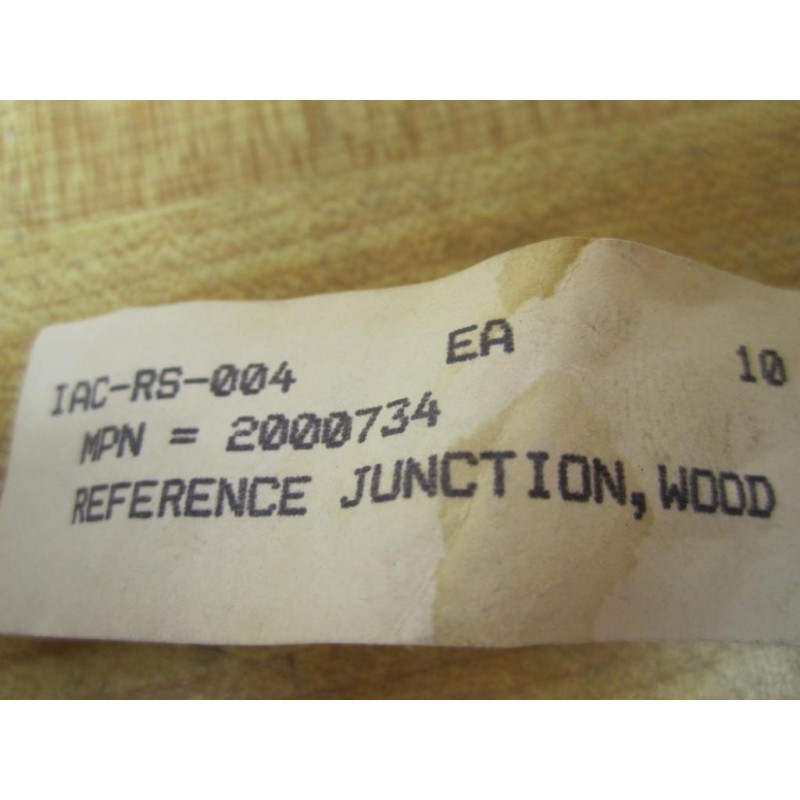 IAC-RS-004 EA 10
MPN = 2000734
REFERENCE JUNCTION, WOOD